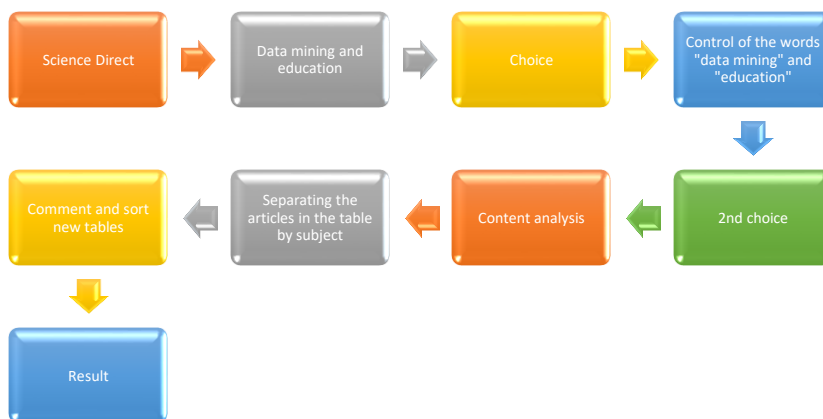 Science Direct
Data mining and
education
Choice
Control of the words
"data mining" and
"education"
2nd choice
Content analysis
Separating the
articles in the table
by subject
Comment and sort
new tables
Result